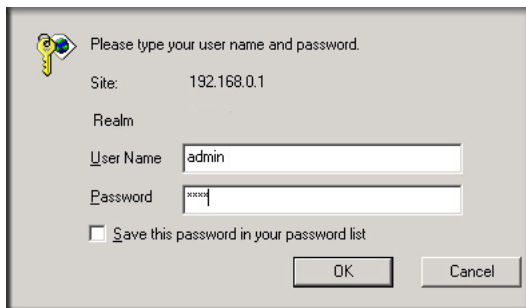 Please type your user name and password.
Site: 192.168.0.1
Realm
User Name admin
Password ****
Save this password in your password list
OK Cancel